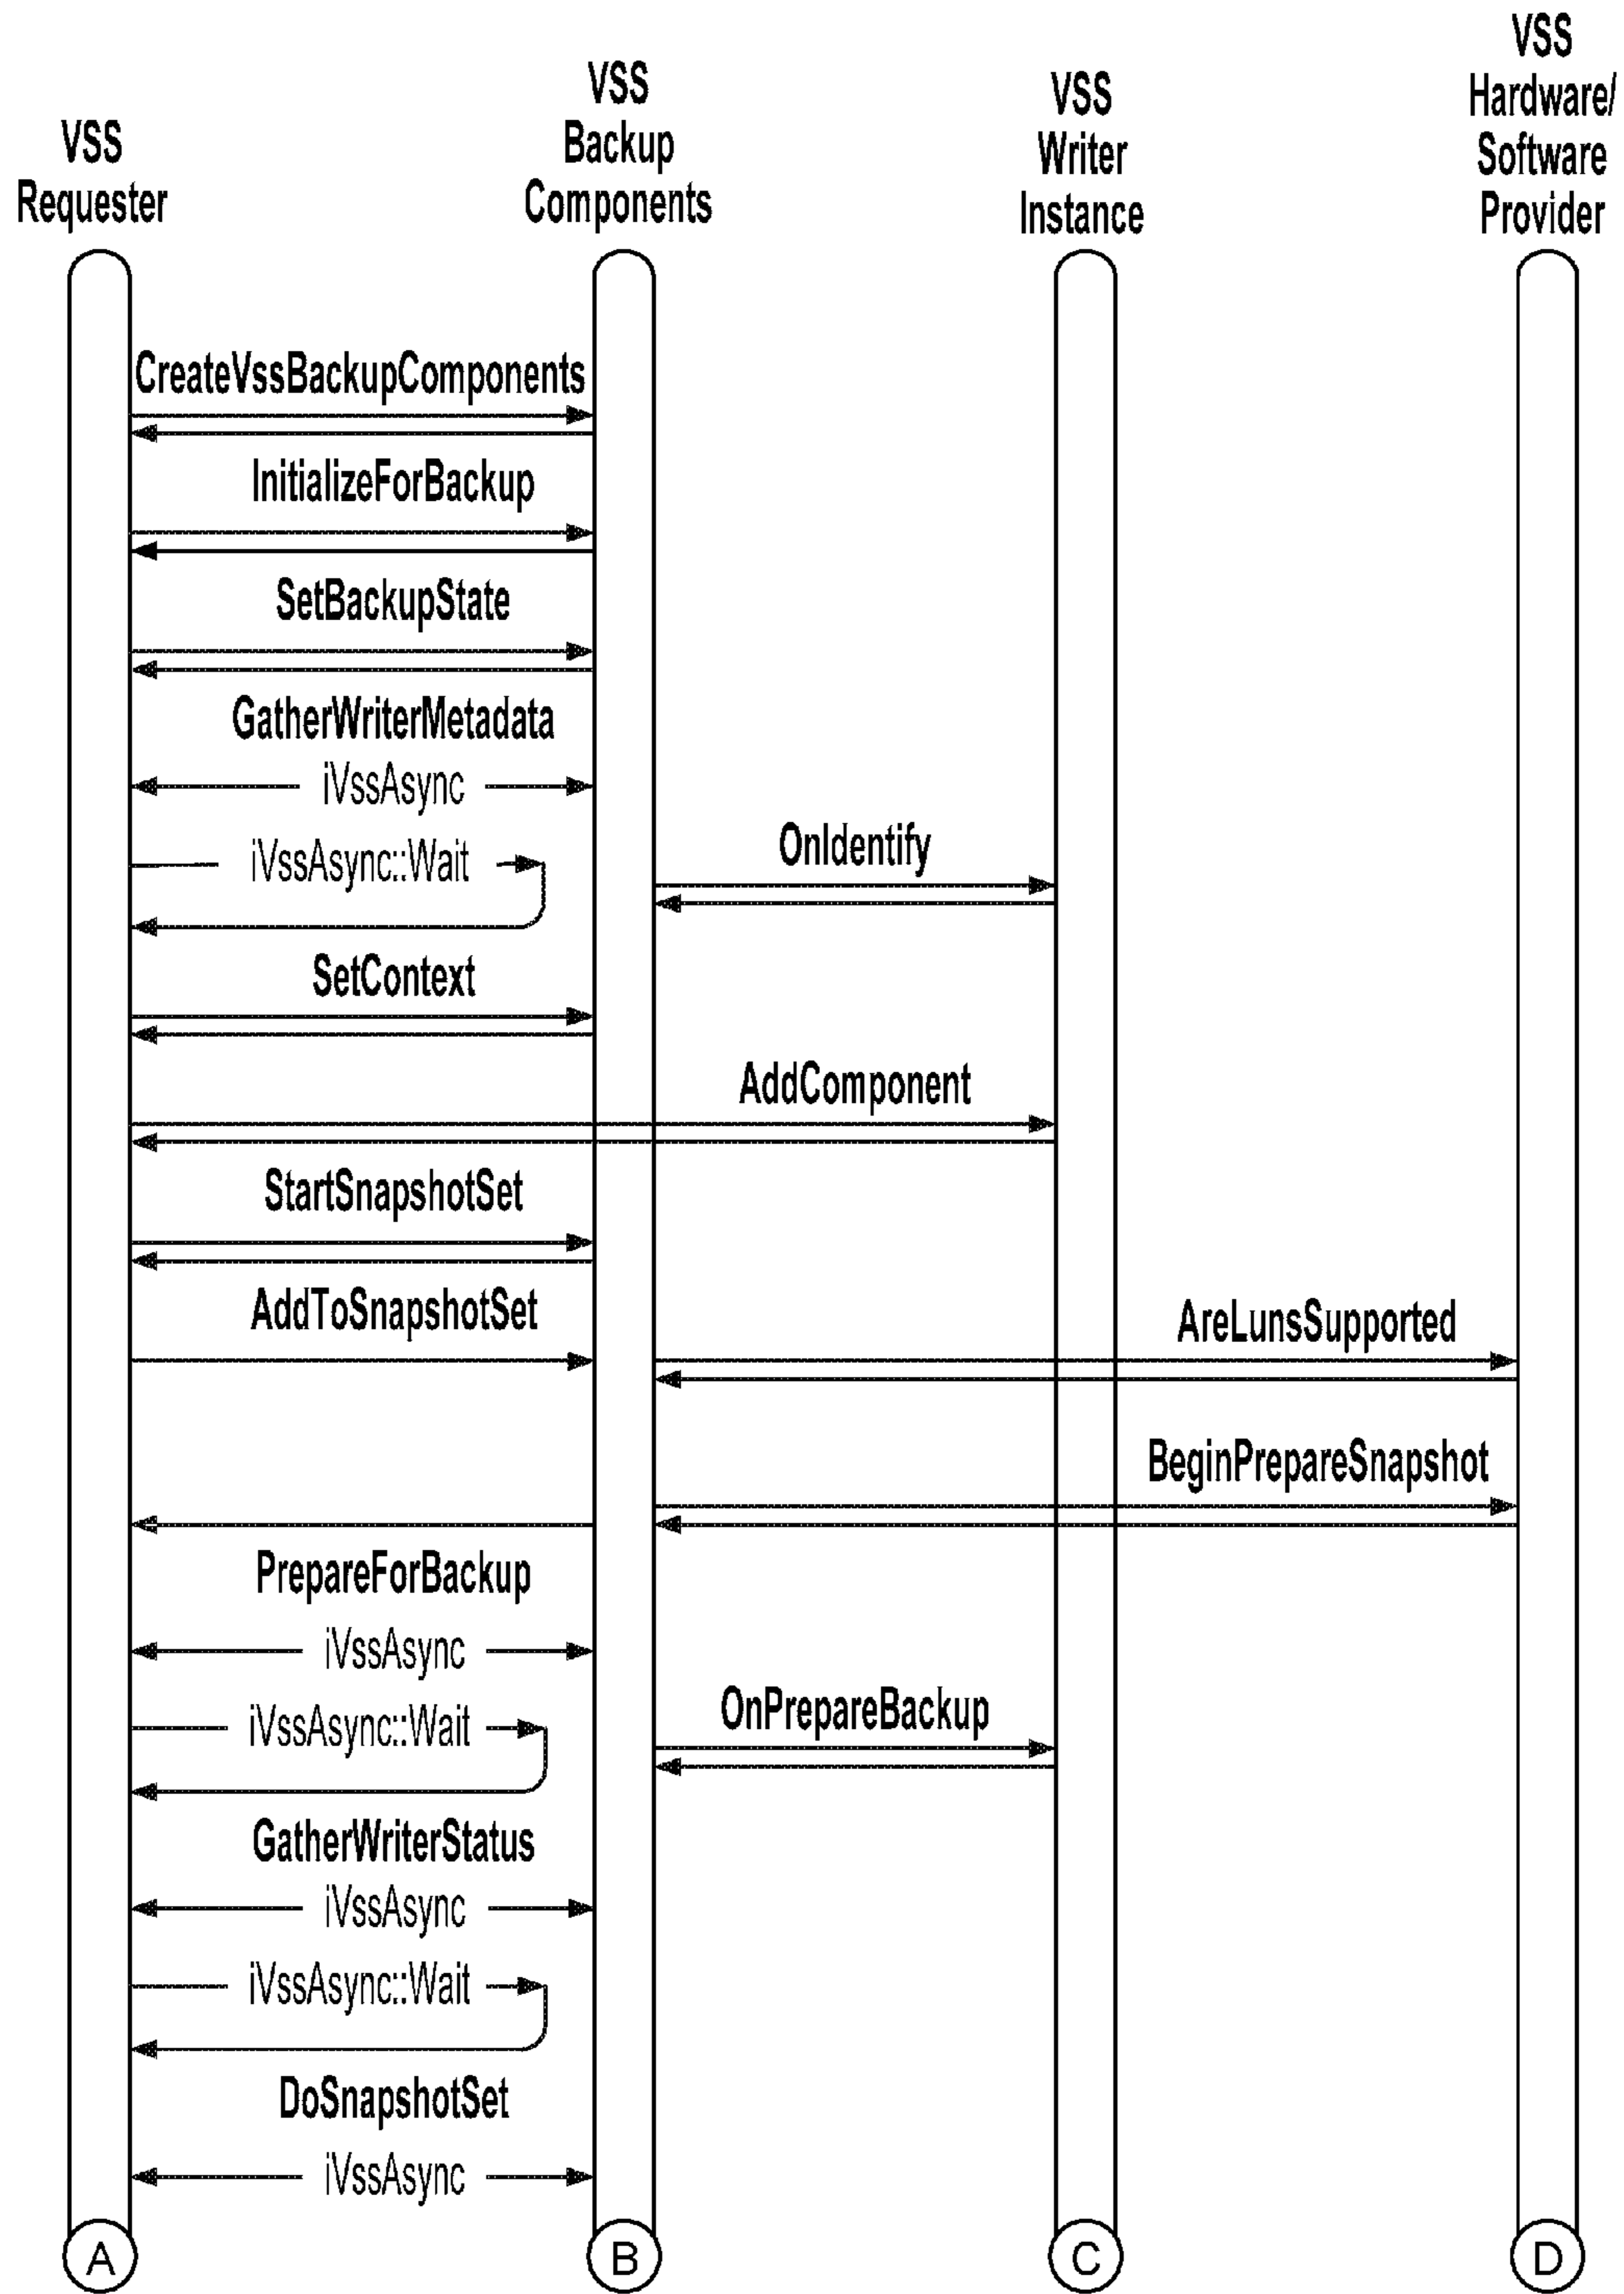 VSS
Requester
VSS
Backup
Components
VSS
Writer
Instance
VSS
Hardware/
Software
Provider
CreateVssBackupComponents
InitializeForBackup
SetBackupState
GatherWriterMetadata
iVssAsync
iVssAsync::Wait
OnIdentify
SetContext
AddComponent
StartSnapshotSet
AddToSnapshotSet
AreLunsSupported
BeginPrepareSnapshot
PrepareForBackup
iVssAsync
iVssAsync::Wait
OnPrepareBackup
GatherWriterStatus
iVssAsync
iVssAsync::Wait
DoSnapshotSet
iVssAsync
A
B
C
D